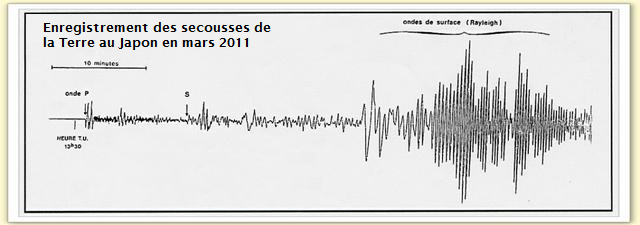 Enregistrement des secousses de
la Terre au Japon en mars 2011
ondes de surface (Rayleigh)
10 minutes
onde P
S
HEURE T.U.
13h30